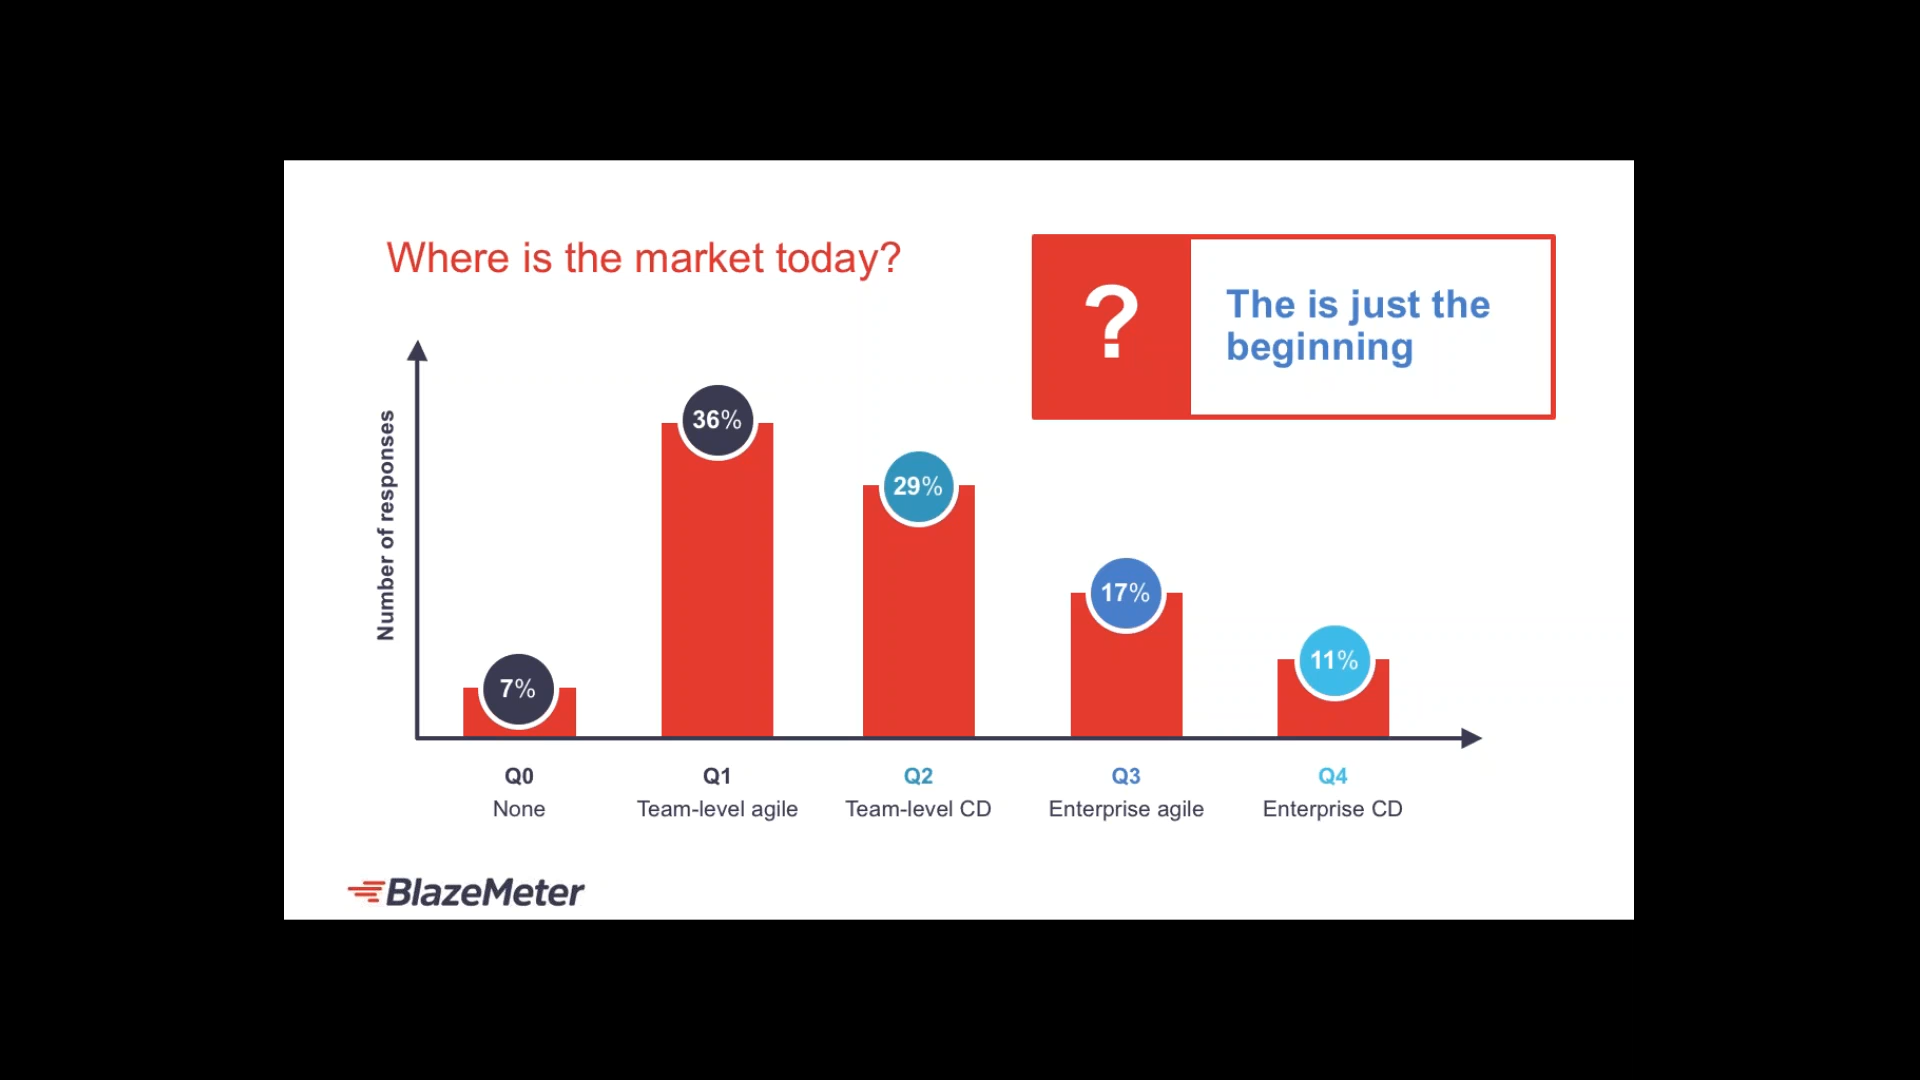 Where is the market today?
?
The is just the
beginning
Number of responses
36%
29%
17%
11%
7%
Q0
Q1
Q2
Q3
Q4
None
Team-level agile
Team-level CD
Enterprise agile
Enterprise CD
BlazeMeter